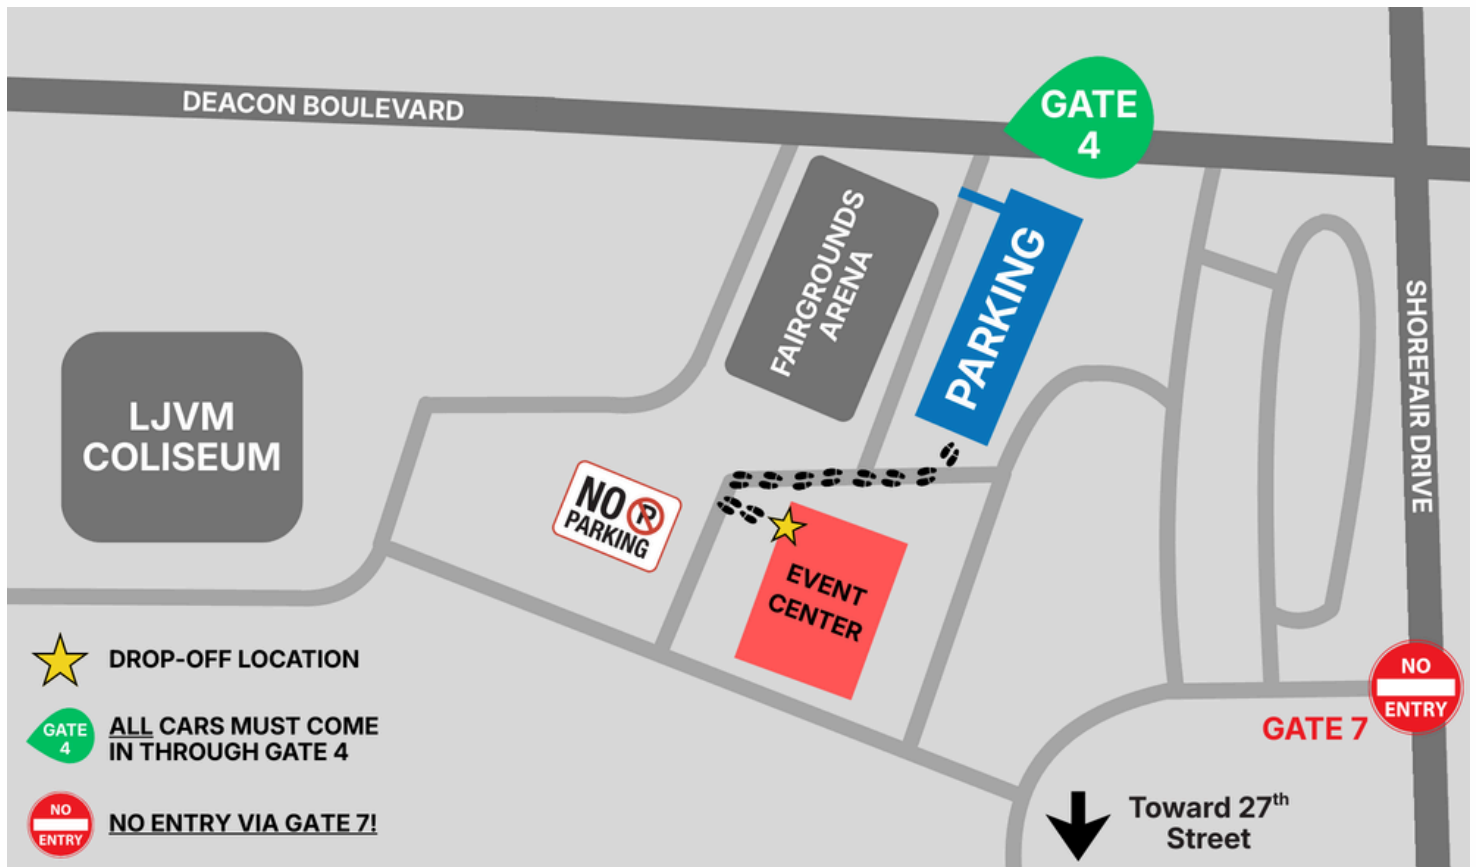 DEACON BOULEVARD
GATE
4
FAIRGROUNDS
ARENA
PARKING
SHOREFAIR DRIVE
LJVM
COLISEUM
NO P
PARKING
EVENT
CENTER
DROP-OFF LOCATION
GATE
4
ALL CARS MUST COME
IN THROUGH GATE 4
NO
ENTRY
NO ENTRY VIA GATE 7!
NO
ENTRY
GATE 7
Toward 27th
Street